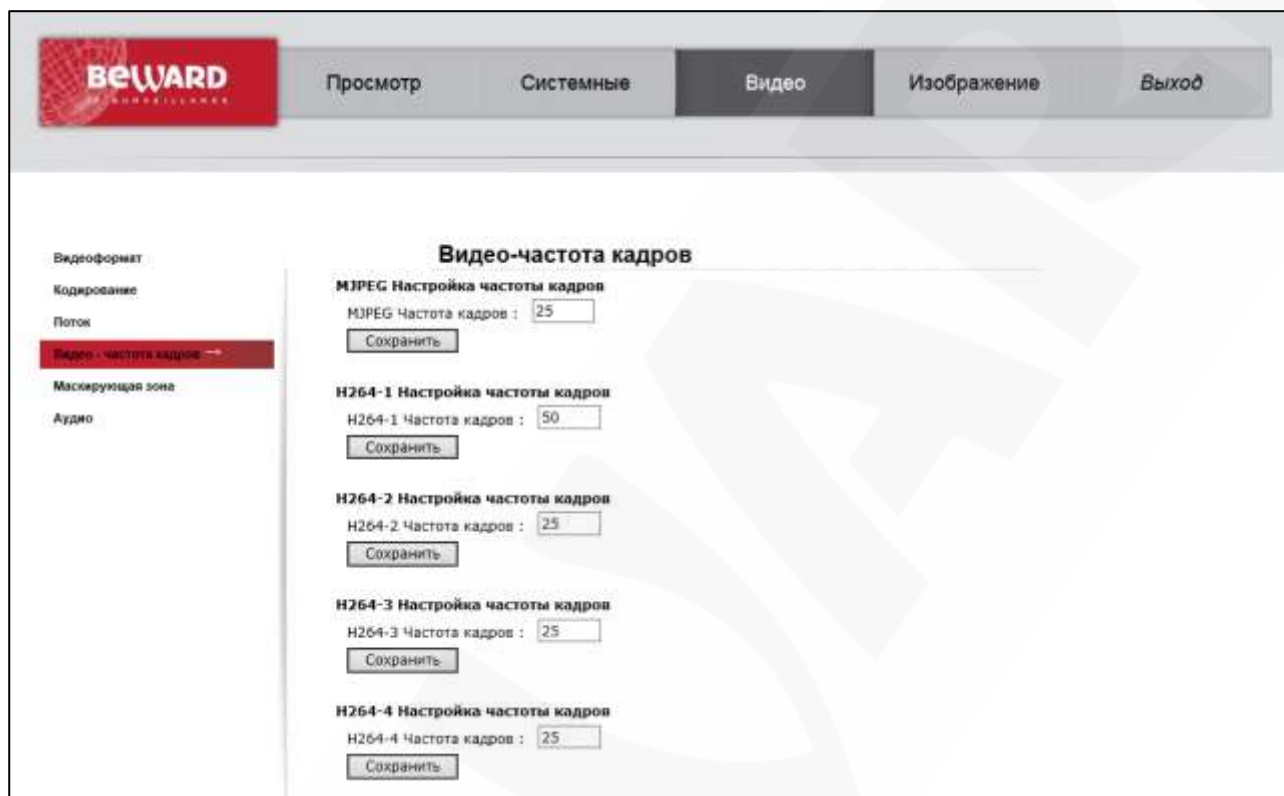 BEWARD
IP SURVEILLANCE
Просмотр Системные Видео Изображение Выход
Видеоформат
Кодирование
Поток
Видео - частота кадров →
Маскирующая зона
Аудио
Видео-частота кадров
MJPEG Настройка частоты кадров
MJPEG Частота кадров : 25
Сохранить
H264-1 Настройка частоты кадров
H264-1 Частота кадров : 50
Сохранить
H264-2 Настройка частоты кадров
H264-2 Частота кадров : 25
Сохранить
H264-3 Настройка частоты кадров
H264-3 Частота кадров : 25
Сохранить
H264-4 Настройка частоты кадров
H264-4 Частота кадров : 25
Сохранить